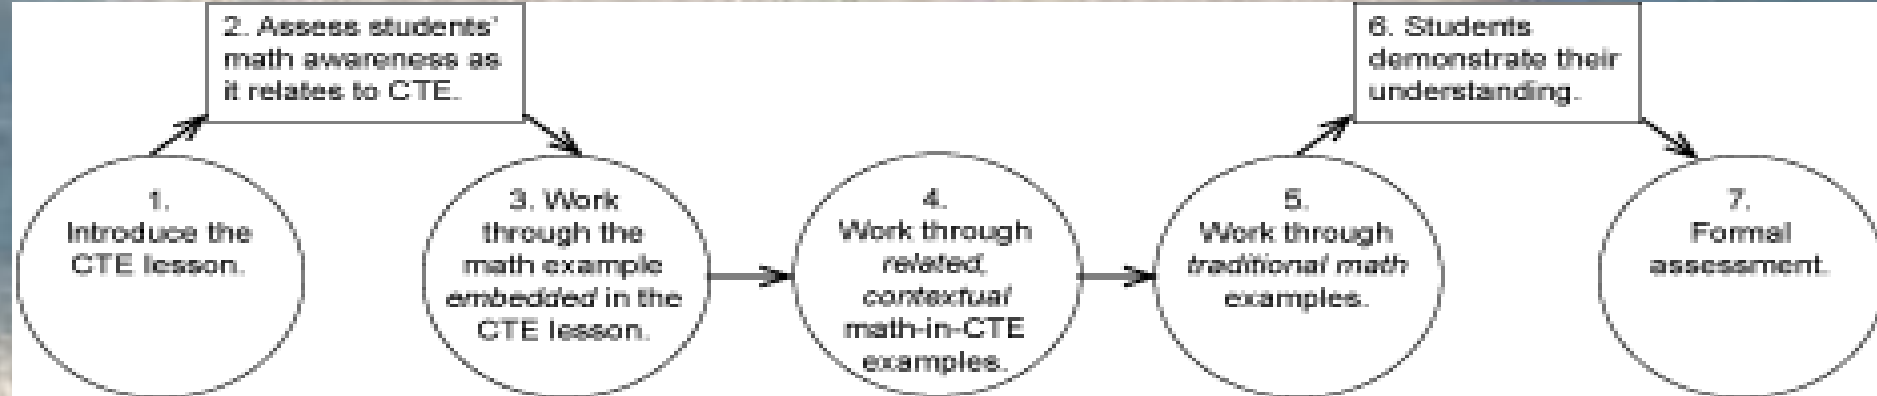 1.
Introduce the
CTE lesson.
2. Assess students'
math awareness as
it relates to CTE.
3. Work
through the
math example
embedded in the
CTE lesson.
4.
Work through
related,
contextual
math-in-CTE
examples.
5.
Work through
traditional math
examples.
6. Students
demonstrate their
understanding.
7.
Formal
assessment.